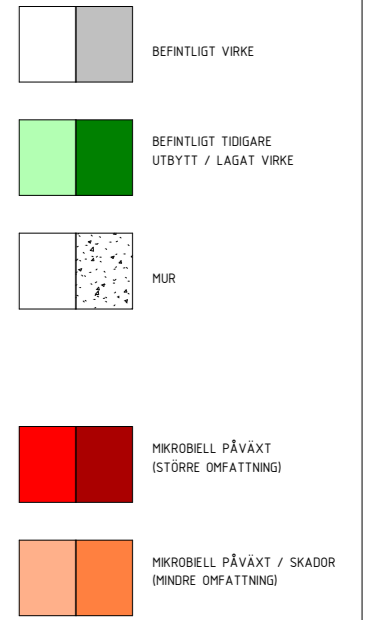 BEFINTLIGT VIRKE
BEFINTLIGT TIDIGARE
UTBYTT / LAGAT VIRKE
MUR
MIKROBIELL PÅVÄXT
(STÖRRE OMFATTNING)
MIKROBIELL PÅVÄXT / SKADOR
(MINDRE OMFATTNING)